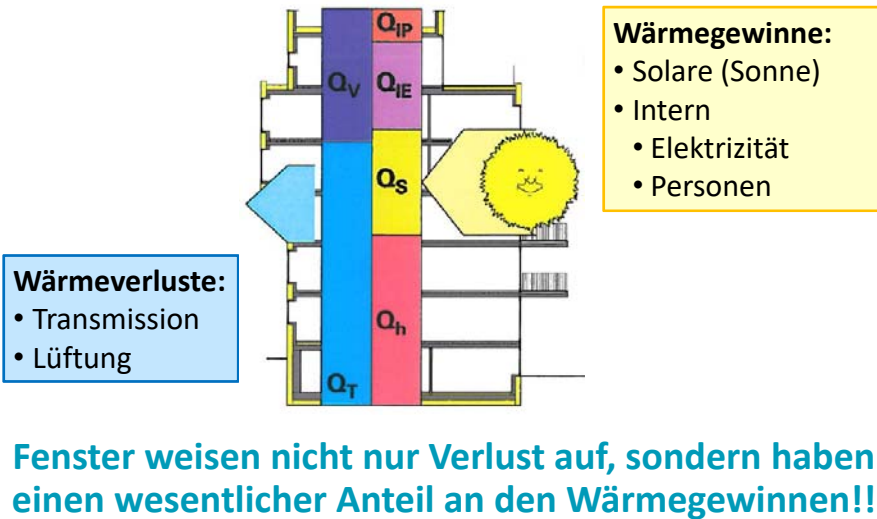 Q_IP
Q_V Q_IE
Q_S
Q_h
Q_T
Wärmegewinne:
• Solare (Sonne)
• Intern
• Elektrizität
• Personen
Wärmeverluste:
• Transmission
• Lüftung
Fenster weisen nicht nur Verlust auf, sondern haben
einen wesentlicher Anteil an den Wärmegewinnen!!